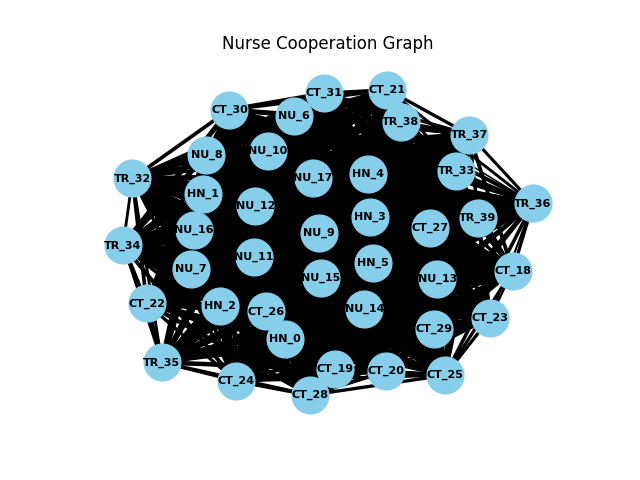 Nurse Cooperation Graph
CT_31
CT_21
CT_30
NU_6
TR_38
TR_37
NU_10
NU_8
TR_33
HN_4
TR_32
NU_17
HN_1
TR_36
NU_12
HN_3
TR_39
CT_27
NU_16
NU_9
TR_34
NU_11
HN_5
NU_7
CT_18
NU_15
NU_13
CT_22
HN_2
NU_14
CT_26
CT_23
CT_29
HN_0
TR_35
CT_19
CT_20
CT_25
CT_24
CT_28